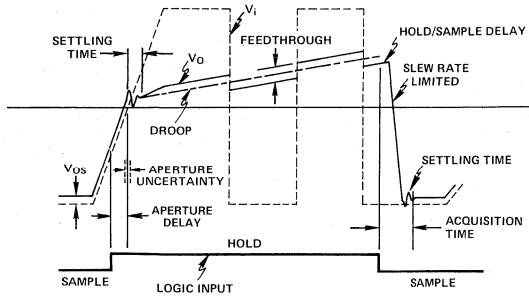 SETTLING
TIME
Vi
FEEDTHROUGH
VO
HOLD/SAMPLE DELAY
SLEW RATE
LIMITED
DROOP
VOS
APERTURE
UNCERTAINTY
APERTURE
DELAY
SETTLING TIME
ACQUISITION
TIME
HOLD
SAMPLE
LOGIC INPUT
SAMPLE